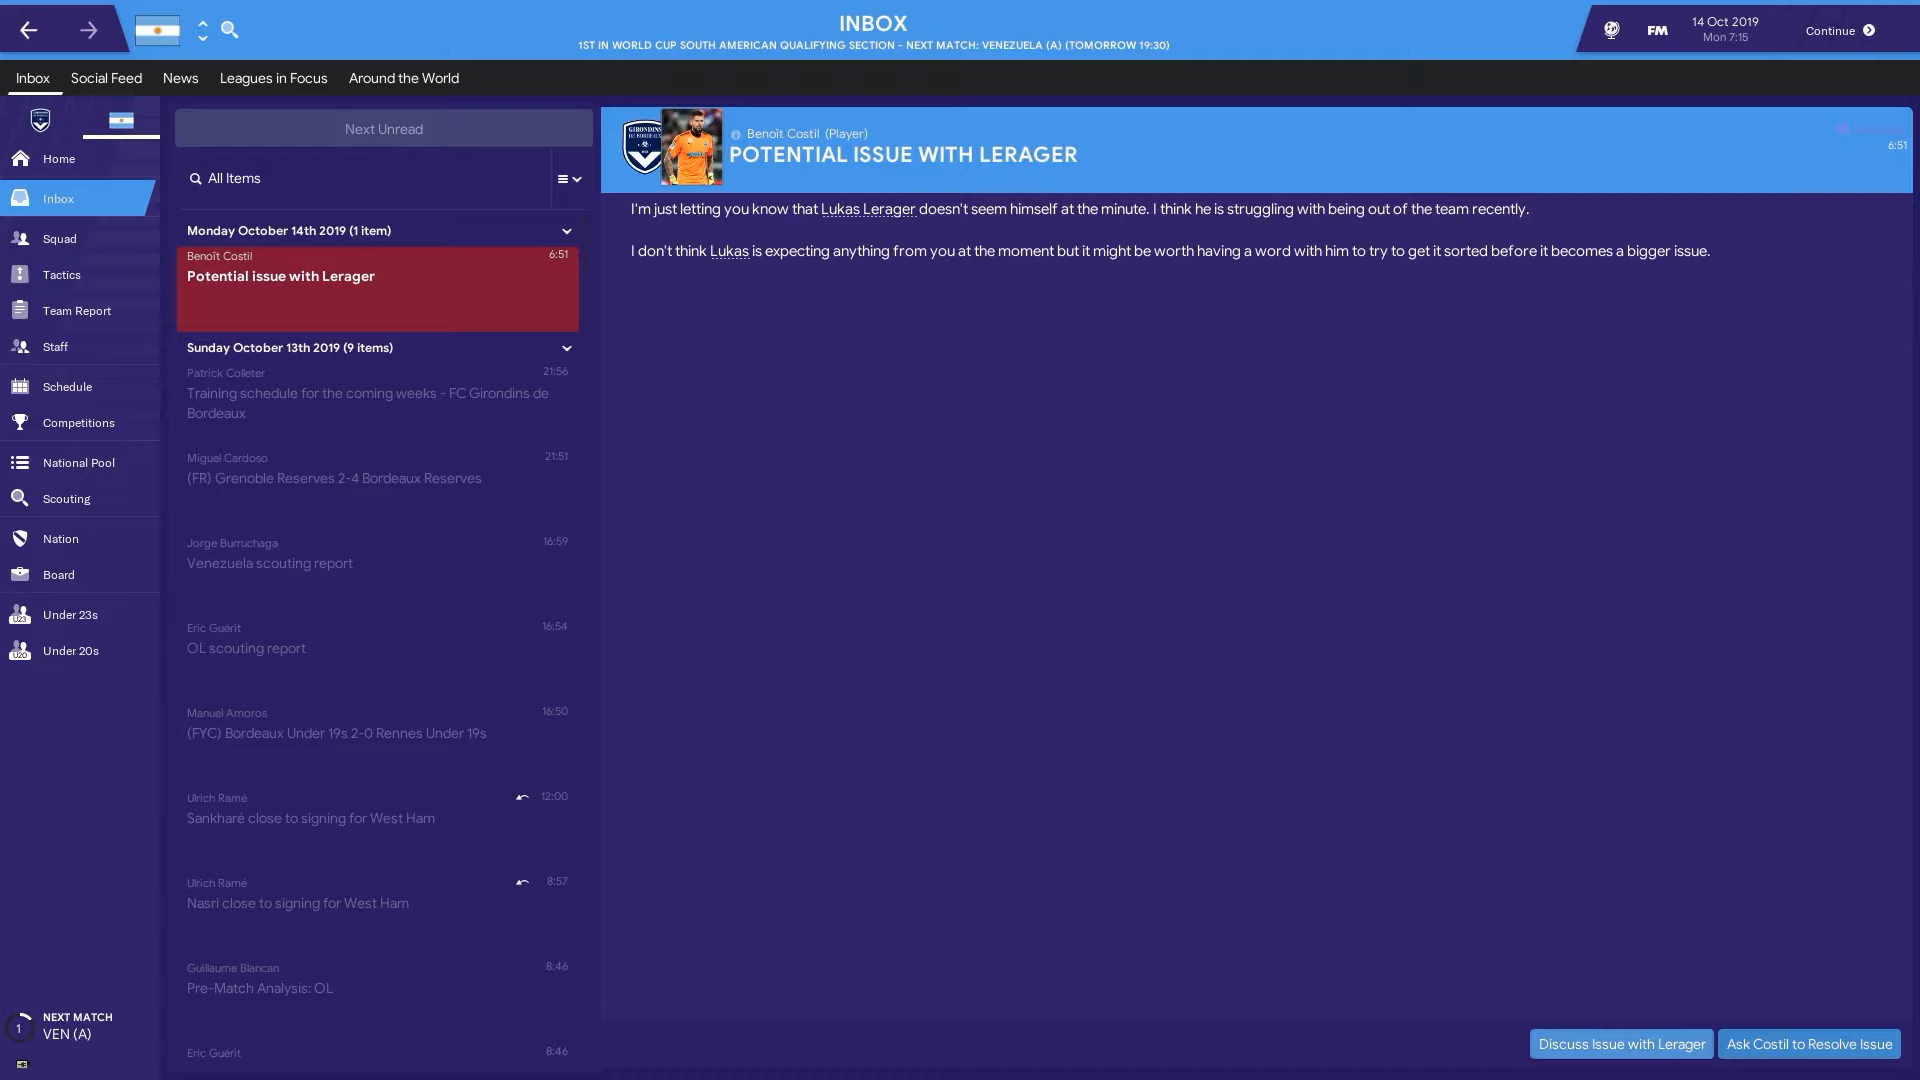 INBOX
1ST IN WORLD CUP SOUTH AMERICAN QUALIFYING SECTION - NEXT MATCH: VENEZUELA (A) (TOMORROW 19:30)
FM
14 Oct 2019
Mon 7:15
Continue
Inbox
Social Feed
News
Leagues in Focus
Around the World
Home
Inbox
Squad
Tactics
Team Report
Staff
Schedule
Competitions
National Pool
Scouting
Nation
Board
U23
Under 23s
U20
Under 20s
1
NEXT MATCH
VEN (A)
Next Unread
All Items
Monday October 14th 2019 (1 item)
Benoît Costil 6:51
Potential issue with Lerager
Sunday October 13th 2019 (9 items)
Patrick Colleter 21:56
Training schedule for the coming weeks - FC Girondins de
Bordeaux
Miguel Cardoso 21:51
(FR) Grenoble Reserves 2-4 Bordeaux Reserves
Jorge Burruchaga 16:59
Venezuela scouting report
Eric Guérit 16:54
OL scouting report
Manuel Amoros 16:50
(FYC) Bordeaux Under 19s 2-0 Rennes Under 19s
Ulrich Ramé 12:00
Sankharé close to signing for West Ham
Ulrich Ramé 8:57
Nasri close to signing for West Ham
Guillaume Blancan 8:46
Pre-Match Analysis: OL
Eric Guérit 8:46
GIRONDINS
DE BORDEAUX
Benoît Costil (Player)
POTENTIAL ISSUE WITH LERAGER
6:51
I'm just letting you know that Lukas Lerager doesn't seem himself at the minute. I think he is struggling with being out of the team recently.
I don't think Lukas is expecting anything from you at the moment but it might be worth having a word with him to try to get it sorted before it becomes a bigger issue.
Discuss Issue with Lerager
Ask Costil to Resolve Issue